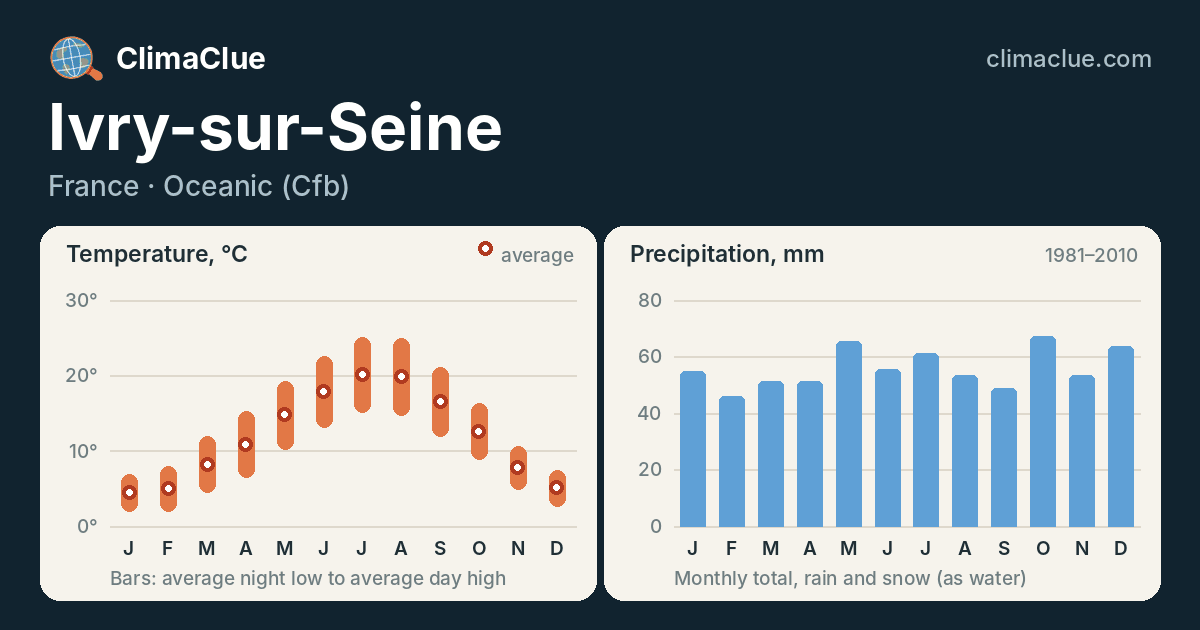 ClimaClue
climaclue.com
Ivry-sur-Seine
France · Oceanic (Cfb)
Temperature, °C
average
30°
20°
10°
0°
J F M A M J J A S O N D
Bars: average night low to average day high
Precipitation, mm
1981–2010
80
60
40
20
0
J F M A M J J A S O N D
Monthly total, rain and snow (as water)